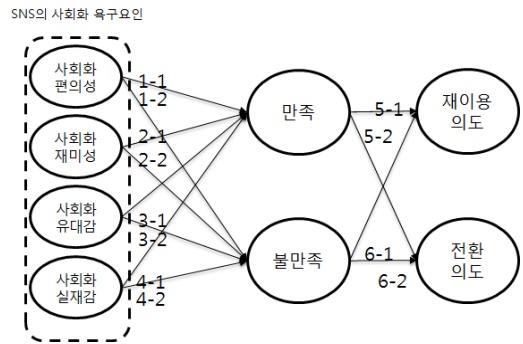 SNS의 사회화 욕구요인
사회화
편의성
사회화
재미성
사회화
유대감
사회화
실재감
1-1
1-2
2-1
2-2
3-1
3-2
4-1
4-2
만족
불만족
5-1
5-2
6-1
6-2
재이용
의도
전환
의도